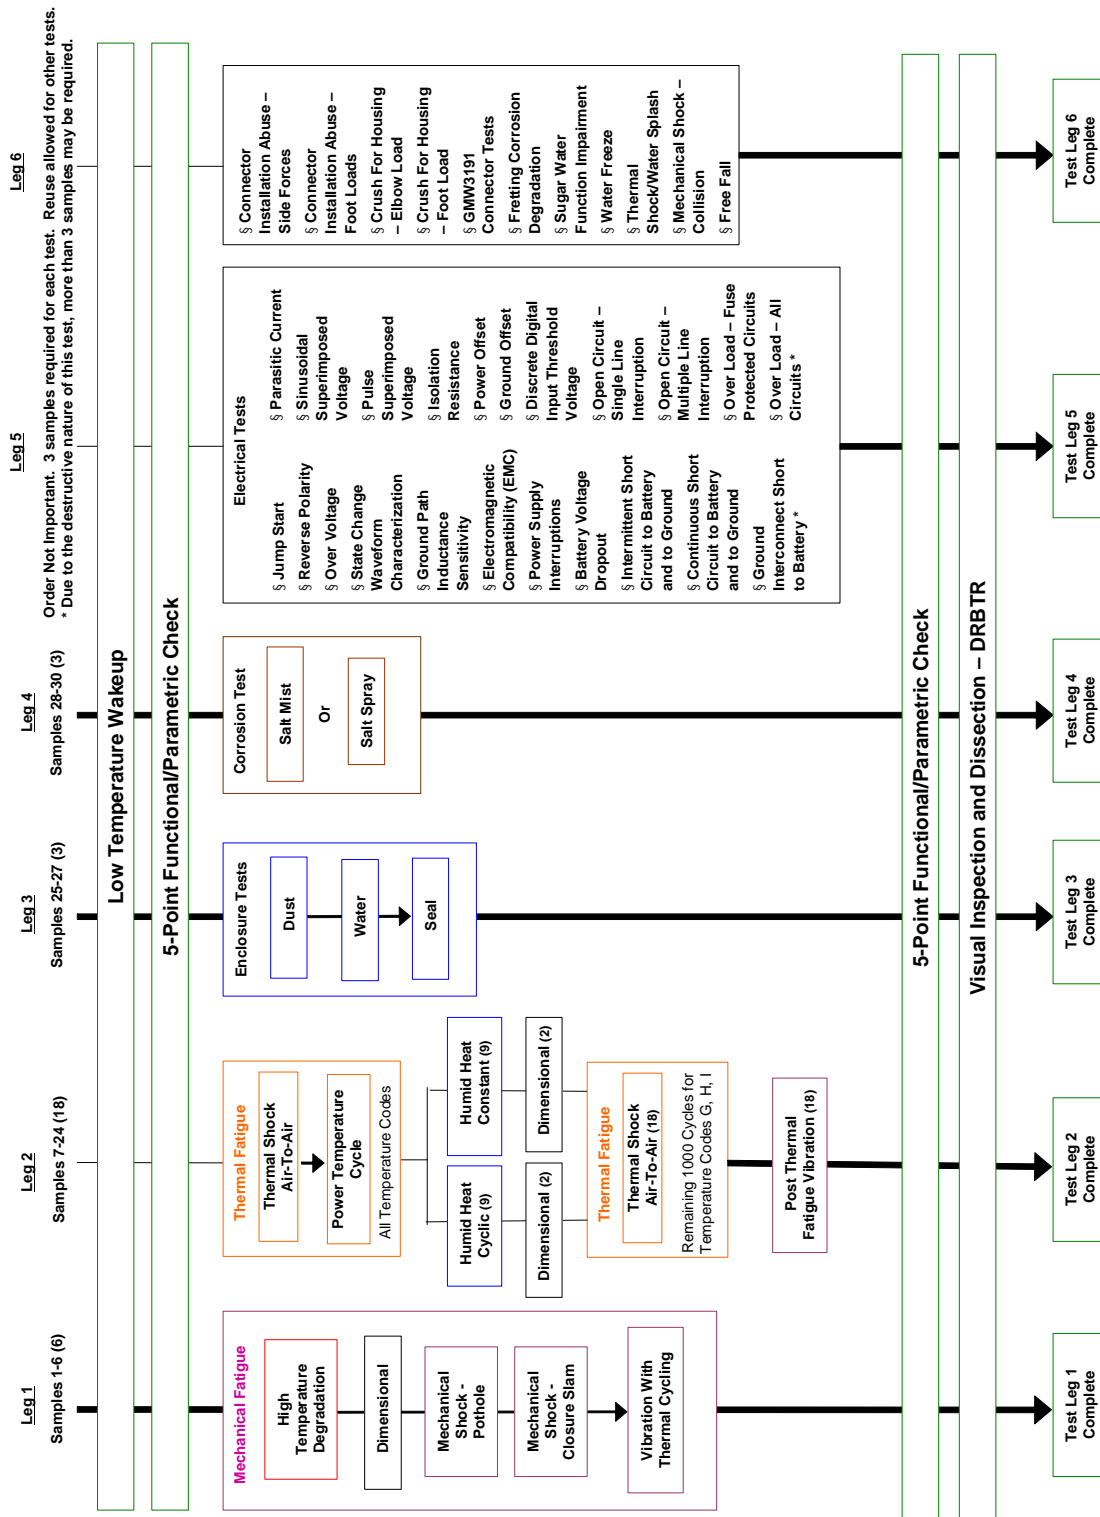 Leg 1
Samples 1-6 (6)
Leg 2
Samples 7-24 (18)
Leg 3
Samples 25-27 (3)
Leg 4
Samples 28-30 (3)
Leg 5
Leg 6
Order Not Important.  3 samples required for each test.  Reuse allowed for other tests.
* Due to the destructive nature of this test, more than 3 samples may be required.
Low Temperature Wakeup
5-Point Functional/Parametric Check
Mechanical Fatigue
High
Temperature
Degradation
Dimensional
Mechanical
Shock -
Pothole
Mechanical
Shock -
Closure Slam
Vibration With
Thermal Cycling
Thermal Fatigue
Thermal Shock
Air-To-Air
Power Temperature
Cycle
All Temperature Codes
Humid Heat
Cyclic (9)
Humid Heat
Constant (9)
Dimensional (2)
Dimensional (2)
Thermal Fatigue
Thermal Shock
Air-To-Air (18)
Remaining 1000 Cycles for
Temperature Codes G, H, I
Post Thermal
Fatigue Vibration (18)
Enclosure Tests
Dust
Water
Seal
Corrosion Test
Salt Mist
Or
Salt Spray
Electrical Tests
§ Jump Start
§ Reverse Polarity
§ Over Voltage
§ State Change
Waveform
Characterization
§ Ground Path
Inductance
Sensitivity
§ Electromagnetic
Compatibility (EMC)
§ Power Supply
Interruptions
§ Battery Voltage
Dropout
§ Intermittent Short
Circuit to Battery
and to Ground
§ Continuous Short
Circuit to Battery
and to Ground
§ Ground
Interconnect Short
to Battery *
§ Parasitic Current
§ Sinusoidal
Superimposed
Voltage
§ Pulse
Superimposed
Voltage
§ Isolation
Resistance
§ Power Offset
§ Ground Offset
§ Discrete Digital
Input Threshold
Voltage
§ Open Circuit –
Single Line
Interruption
§ Open Circuit –
Multiple Line
Interruption
§ Over Load – Fuse
Protected Circuits
§ Over Load – All
Circuits *
§ Connector
Installation Abuse –
Side Forces
§ Connector
Installation Abuse –
Foot Loads
§ Crush For Housing
– Elbow Load
§ Crush For Housing
– Foot Load
§ GMW3191
Connector Tests
§ Fretting Corrosion
Degradation
§ Sugar Water
Function Impairment
§ Water Freeze
§ Thermal
Shock/Water Splash
§ Mechanical Shock –
Collision
§ Free Fall
5-Point Functional/Parametric Check
Visual Inspection and Dissection – DRBTR
Test Leg 1
Complete
Test Leg 2
Complete
Test Leg 3
Complete
Test Leg 4
Complete
Test Leg 5
Complete
Test Leg 6
Complete